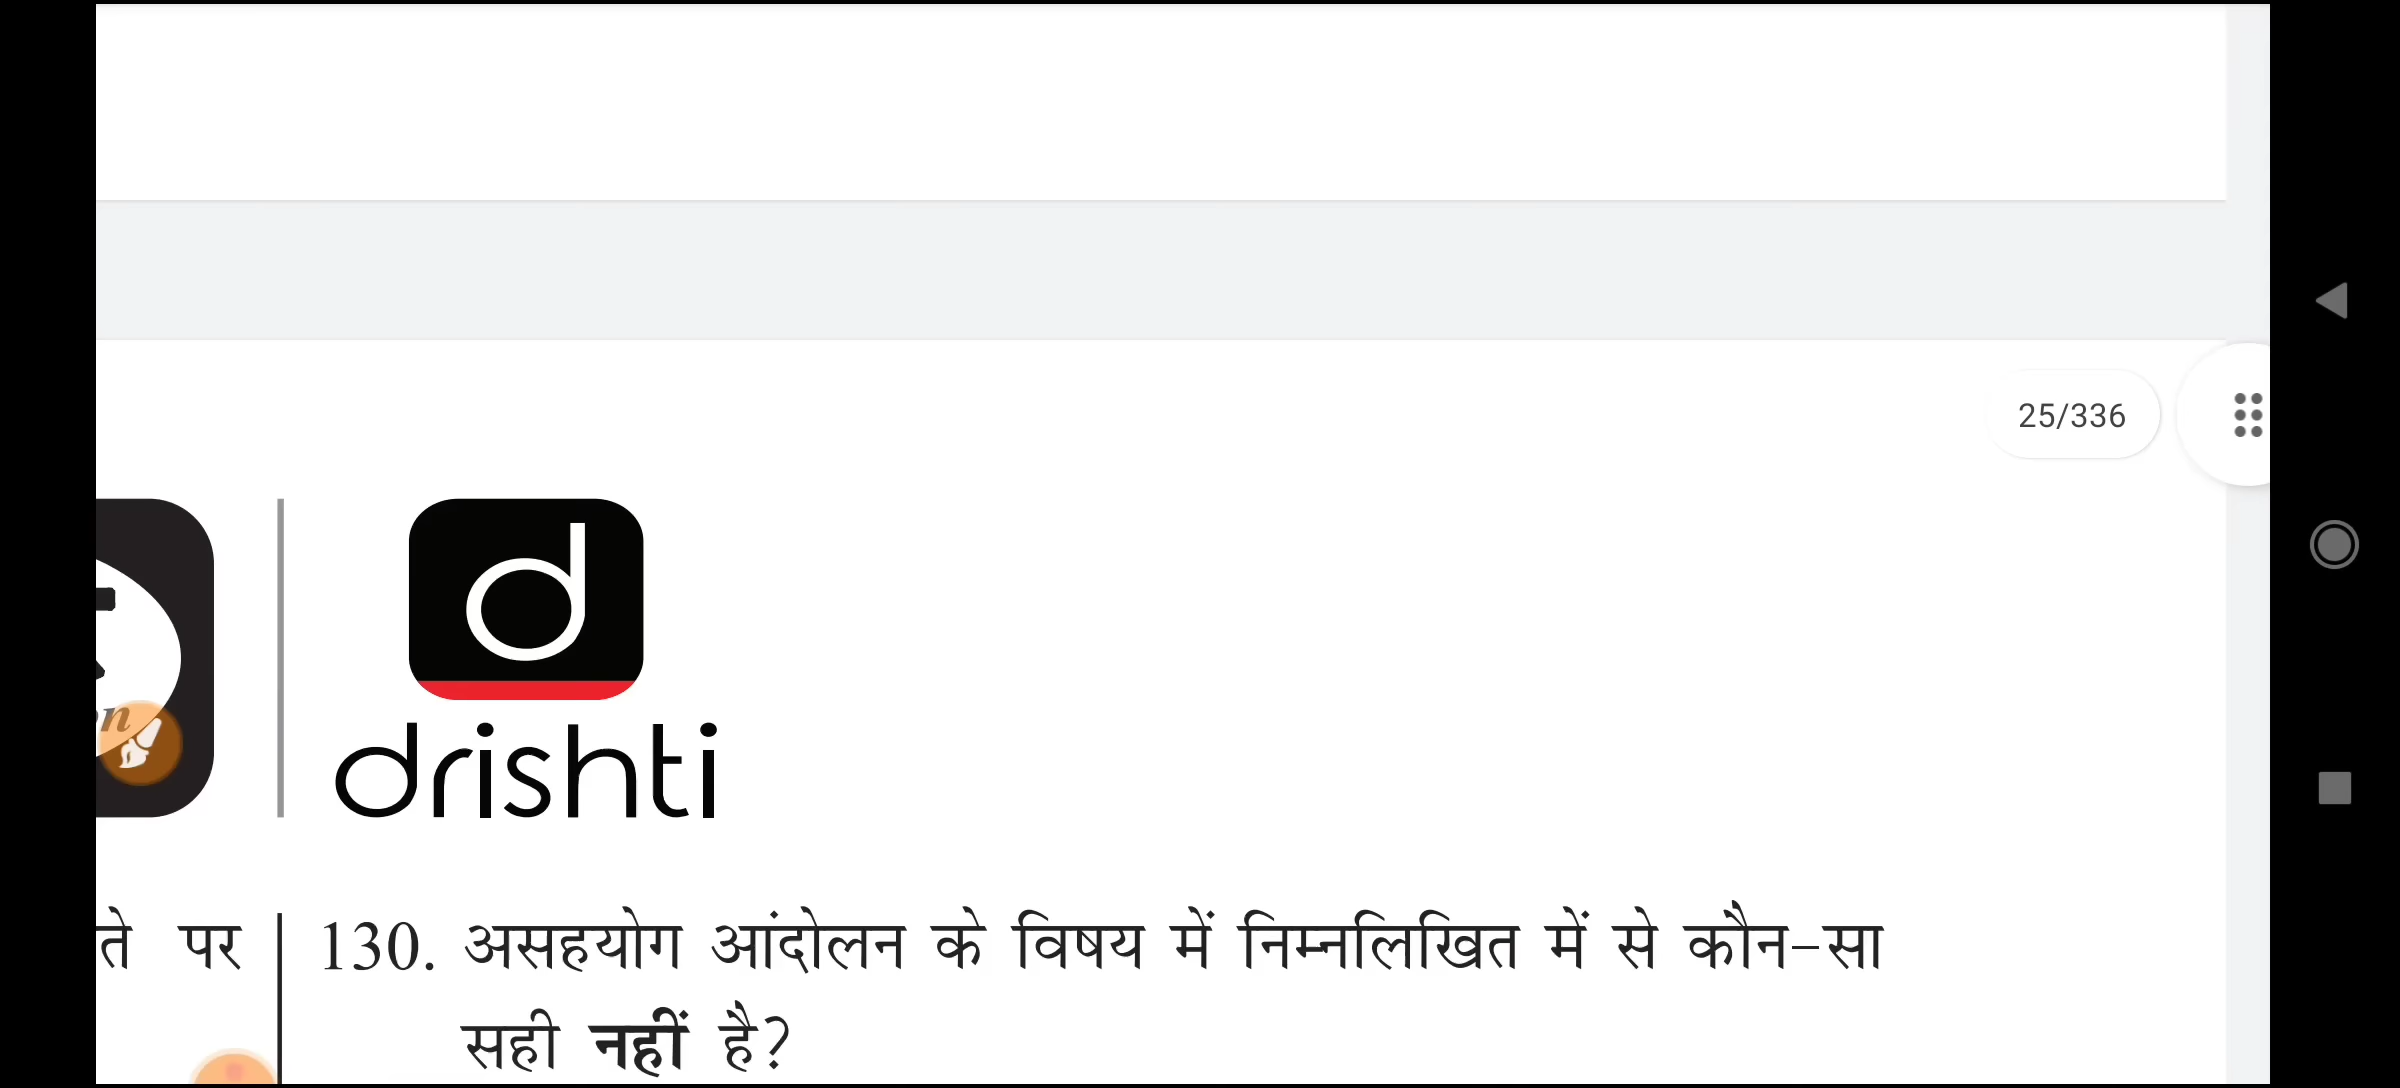 25/336
d
drishti
पर
130. असहयोग आंदोलन के विषय में निम्नलिखित में से कौन-सा
सही नहीं है?